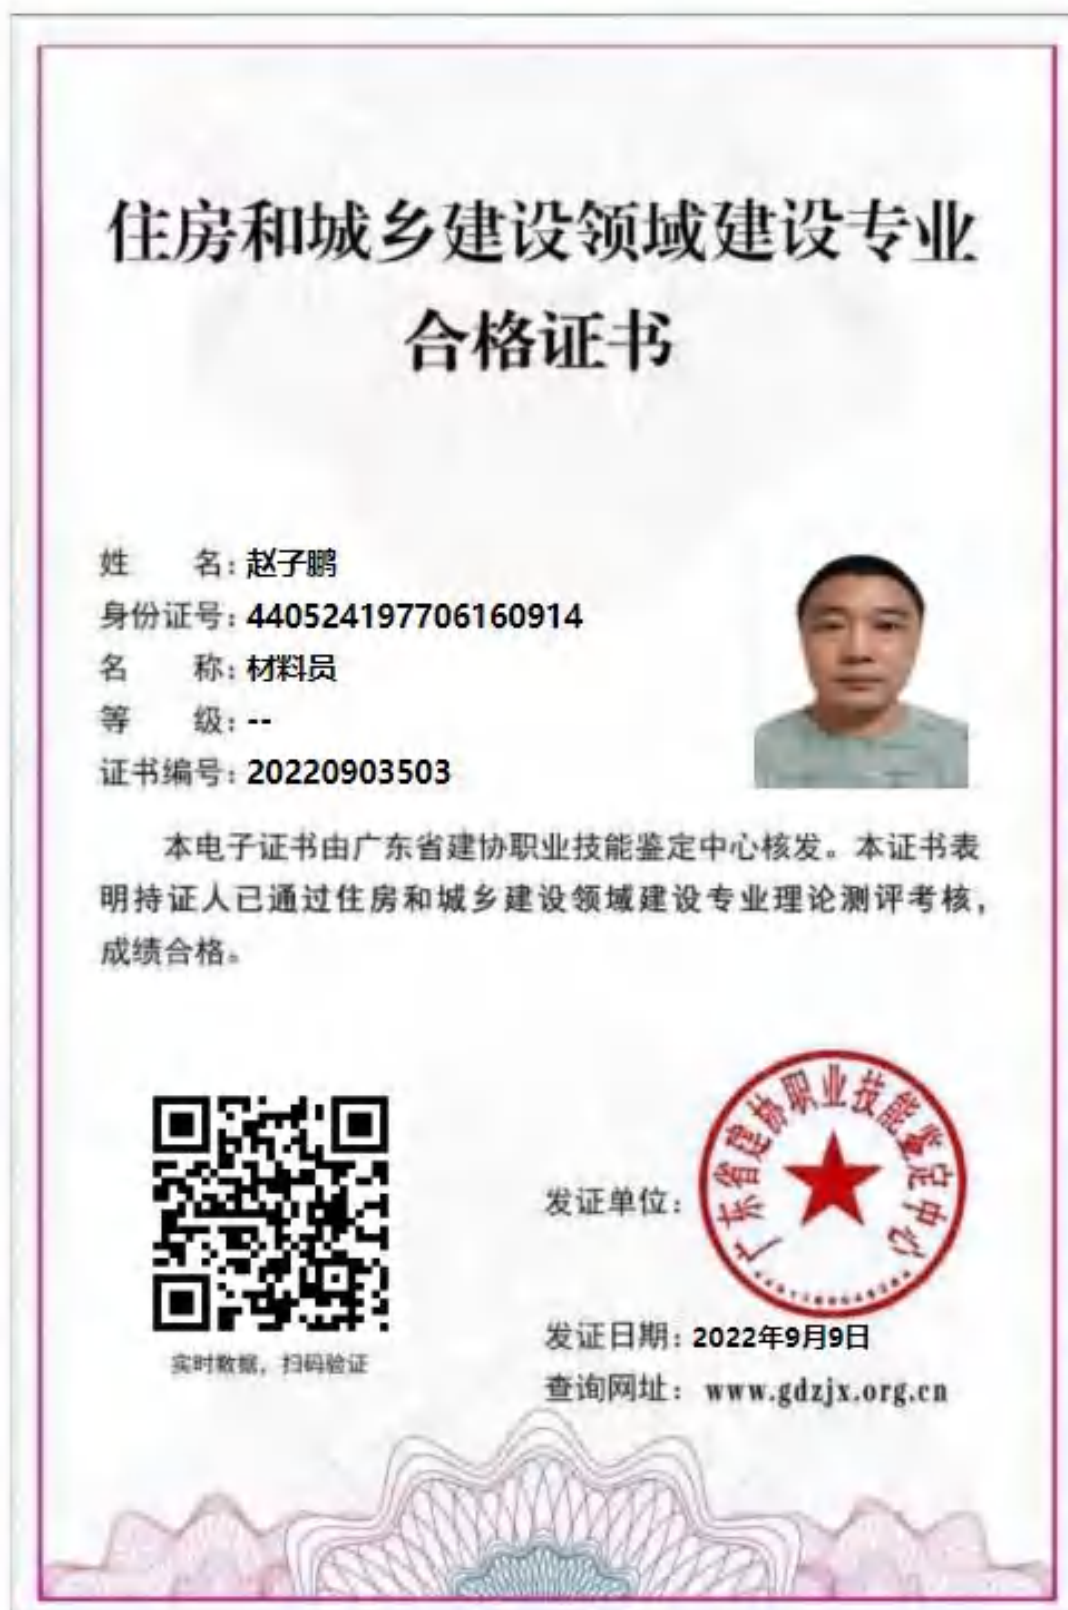 住房和城乡建设领域建设专业
合格证书
姓 名：赵子鹏
身份证号：440524197706160914
名 称：材料员
等 级：--
证书编号：20220903503
本电子证书由广东省建协职业技能鉴定中心核发。本证书表
明持证人已通过住房和城乡建设领域建设专业理论测评考核，
成绩合格。
广东省建协职业技能鉴定中心
发证单位：
发证日期：2022年9月9日
实时数据，扫码验证
查询网址：www.gdzjx.org.cn